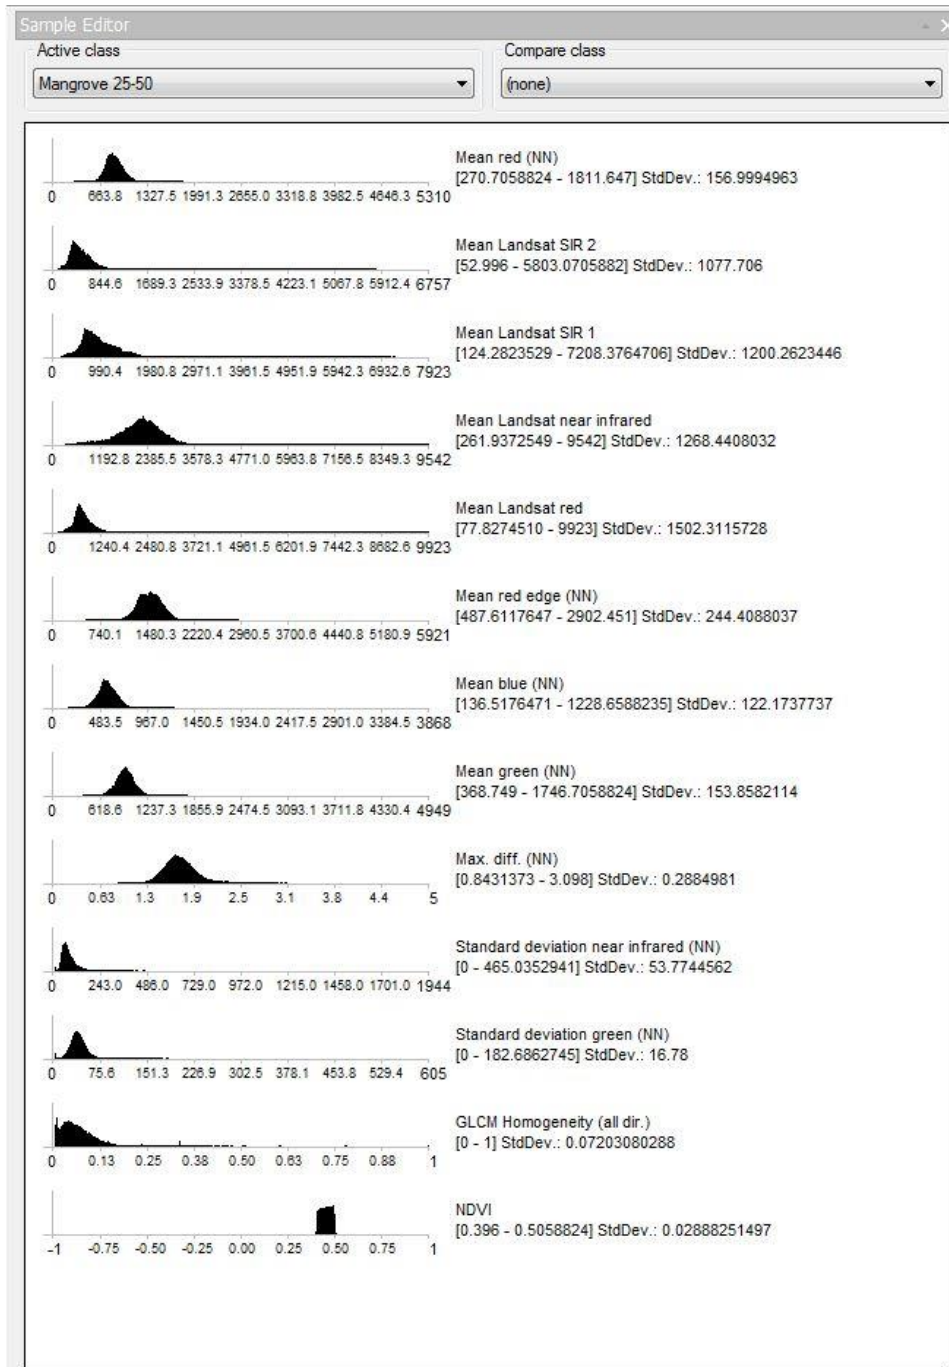 Sample Editor
Active class
Compare class
Mangrove 25-50
(none)
Mean red (NN)
[270.7058824 - 1811.647] StdDev.: 156.9994963
0 663.8 1327.5 1991.3 2655.0 3318.8 3982.5 4646.3 5310
Mean Landsat SIR 2
[52.996 - 5803.0705882] StdDev.: 1077.706
0 844.6 1689.3 2533.9 3378.5 4223.1 5067.8 5912.4 6757
Mean Landsat SIR 1
[124.2823529 - 7208.3764706] StdDev.: 1200.2623446
0 990.4 1980.8 2971.1 3961.5 4951.9 5942.3 6932.6 7923
Mean Landsat near infrared
[261.9372549 - 9542] StdDev.: 1268.4408032
0 1192.8 2385.5 3578.3 4771.0 5963.8 7156.5 8349.3 9542
Mean Landsat red
[77.8274510 - 9923] StdDev.: 1502.3115728
0 1240.4 2480.8 3721.1 4961.5 6201.9 7442.3 8682.6 9923
Mean red edge (NN)
[487.6117647 - 2902.451] StdDev.: 244.4088037
0 740.1 1480.3 2220.4 2960.5 3700.6 4440.8 5180.9 5921
Mean blue (NN)
[136.5176471 - 1228.6588235] StdDev.: 122.1737737
0 483.5 967.0 1450.5 1934.0 2417.5 2901.0 3384.5 3868
Mean green (NN)
[368.749 - 1746.7058824] StdDev.: 153.8582114
0 618.6 1237.3 1855.9 2474.5 3093.1 3711.8 4330.4 4949
Max. diff. (NN)
[0.8431373 - 3.098] StdDev.: 0.2884981
0 0.63 1.3 1.9 2.5 3.1 3.8 4.4 5
Standard deviation near infrared (NN)
[0 - 465.0352941] StdDev.: 53.7744562
0 243.0 486.0 729.0 972.0 1215.0 1458.0 1701.0 1944
Standard deviation green (NN)
[0 - 182.6862745] StdDev.: 16.78
0 75.6 151.3 226.9 302.5 378.1 453.8 529.4 605
GLCM Homogeneity (all dir.)
[0 - 1] StdDev.: 0.07203080288
0 0.13 0.25 0.38 0.50 0.63 0.75 0.88 1
NDVI
[0.396 - 0.5058824] StdDev.: 0.02888251497
-1 -0.75 -0.50 -0.25 0.00 0.25 0.50 0.75 1